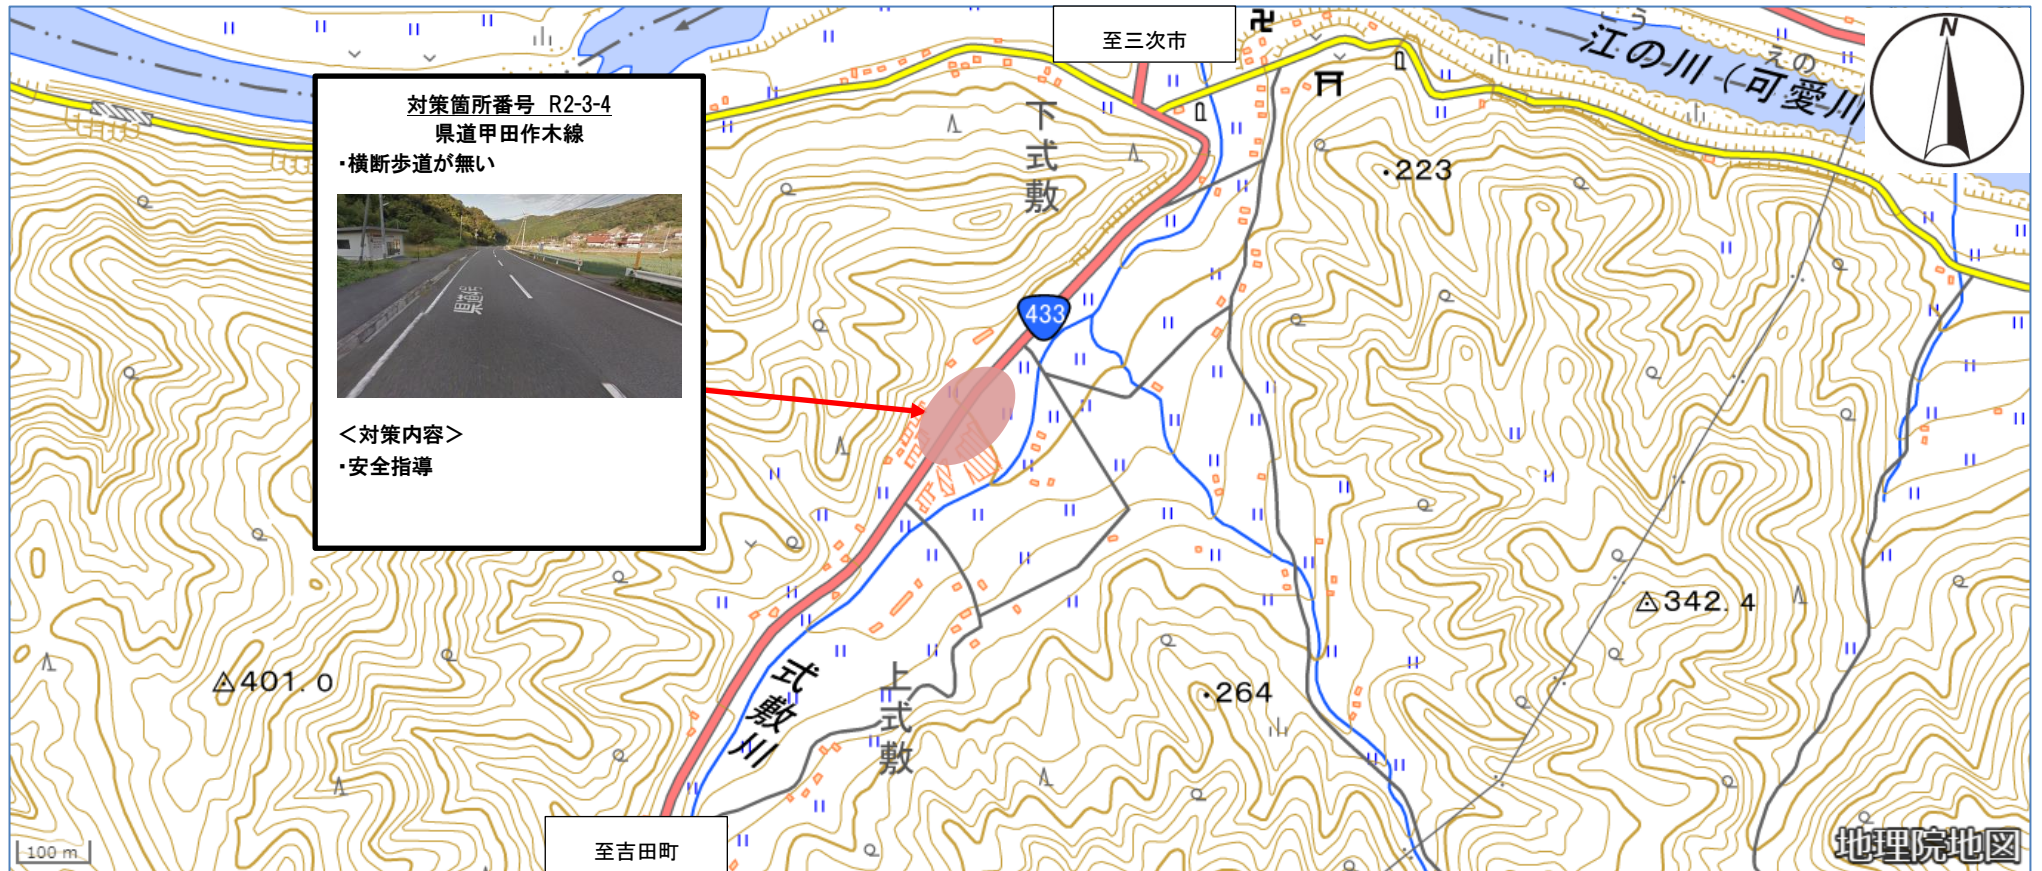 至三次市
N
こう
えの
江の川(可愛川
対策箇所番号 R2-3-4
県道甲田作木線
・横断歩道が無い
下式敷
223
433
<対策内容>
・安全指導
342.4
401.0
264
式敷川
上式敷
100 m
至吉田町
地理院地図